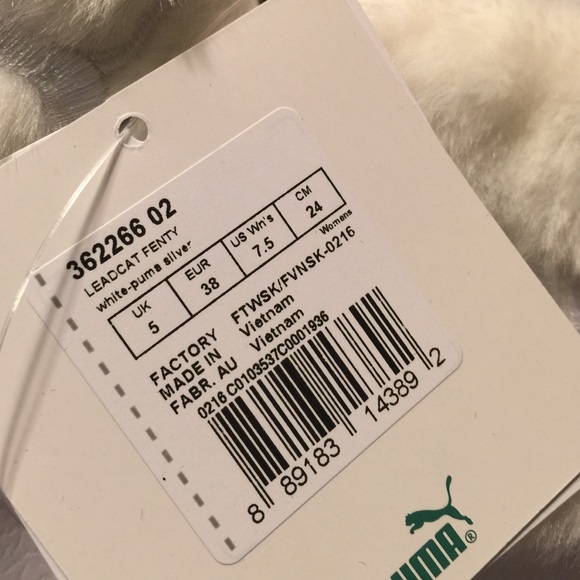 362266 02
LEADCAT FENTY
white-puma silver
UK EUR US Wn's CM
5 38 7.5 24
Womens
FACTORY FTWSK/FVNSK-0216
MADE IN Vietnam
FABR. AU Vietnam
0216 C0103537C0001936
8 89183 14389 2
PUMA®